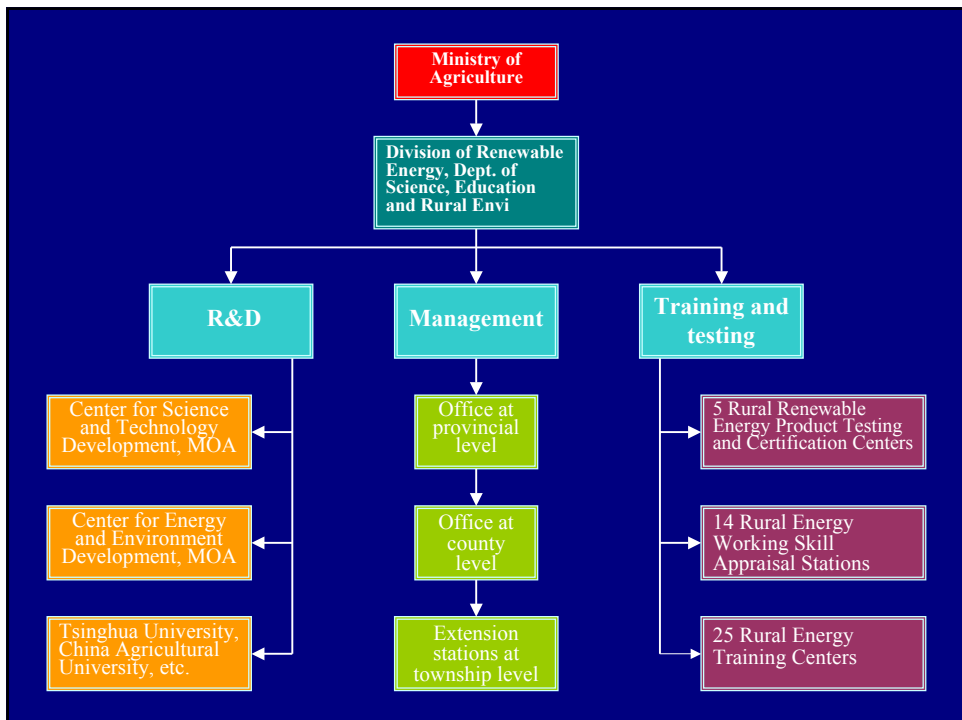 Ministry of
Agriculture
Division of Renewable
Energy, Dept. of
Science, Education
and Rural Envi
R&D
Management
Training and
testing
Center for Science
and Technology
Development, MOA
Office at
provincial
level
5 Rural Renewable
Energy Product Testing
and Certification Centers
Center for Energy
and Environment
Development, MOA
Office at
county
level
14 Rural Energy
Working Skill
Appraisal Stations
Tsinghua University,
China Agricultural
University, etc.
Extension
stations at
township level
25 Rural Energy
Training Centers